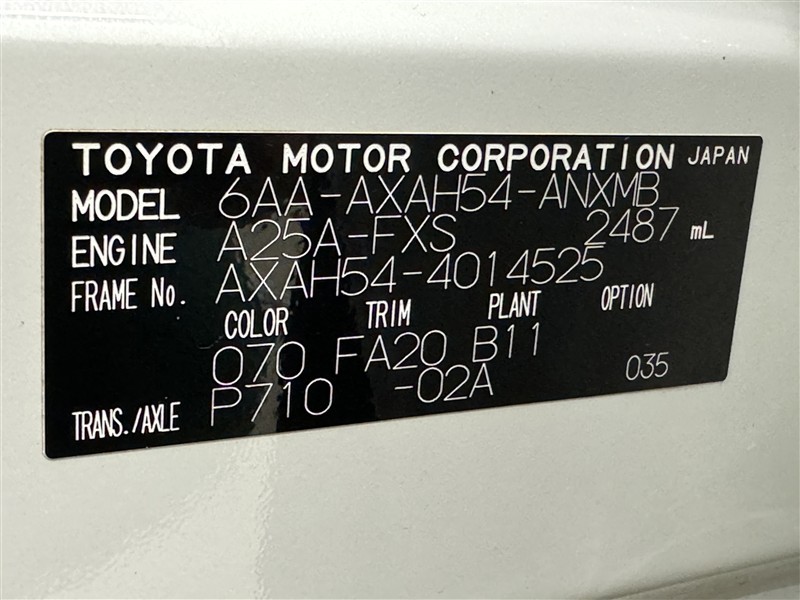 TOYOTA MOTOR CORPORATION JAPAN
MODEL 6AA-AXAH54-ANXMB
ENGINE A25A-FXS 2487 mL
FRAME No. AXAH54-4014525
COLOR TRIM PLANT OPTION
070 FA20 B11
TRANS./AXLE P710 -02A 035